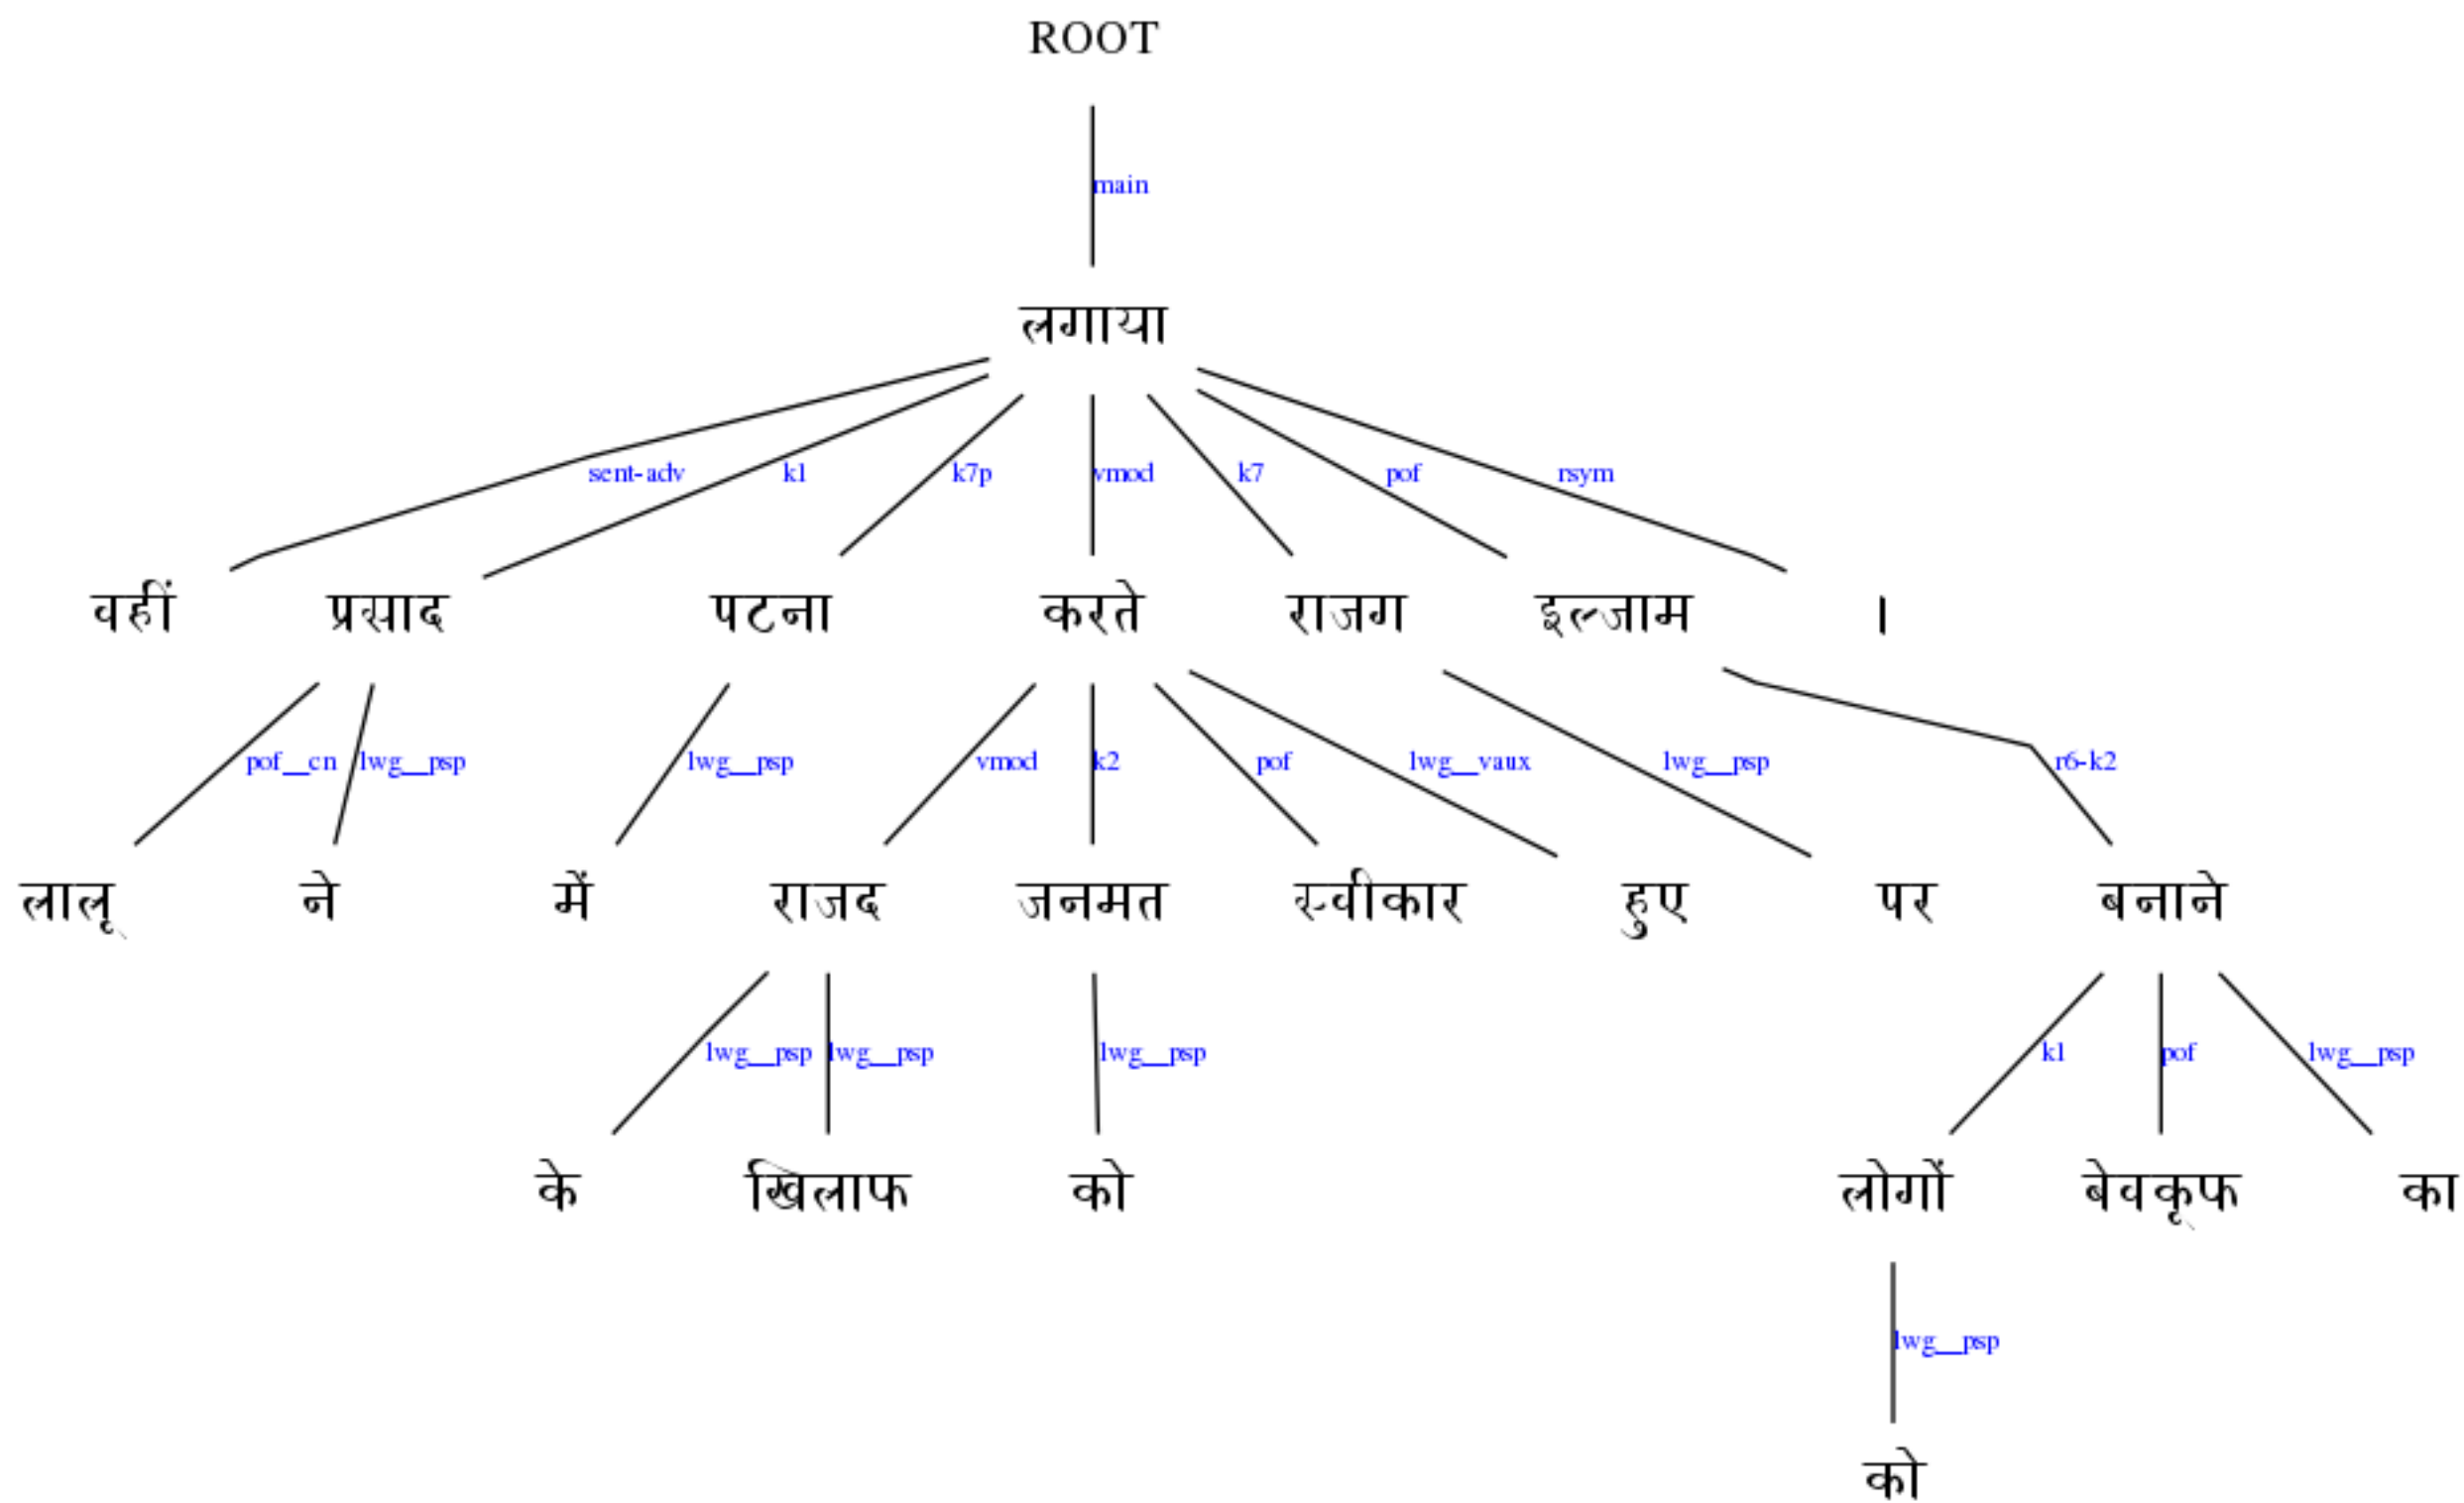 ROOT
main
लगाया
sent-adv k1 k7p vmod k7 pof rsym
वहीं प्रसाद पटना करते राजग इल्जाम ।
pof__cn lwg__psp lwg__psp vmod k2 pof lwg__vaux lwg__psp r6-k2
लालू ने में राजद जनमत स्वीकार हुए पर बनाने
lwg__psp lwg__psp lwg__psp k1 pof lwg__psp
के खिलाफ को लोगों बेवकूफ का
lwg__psp
को